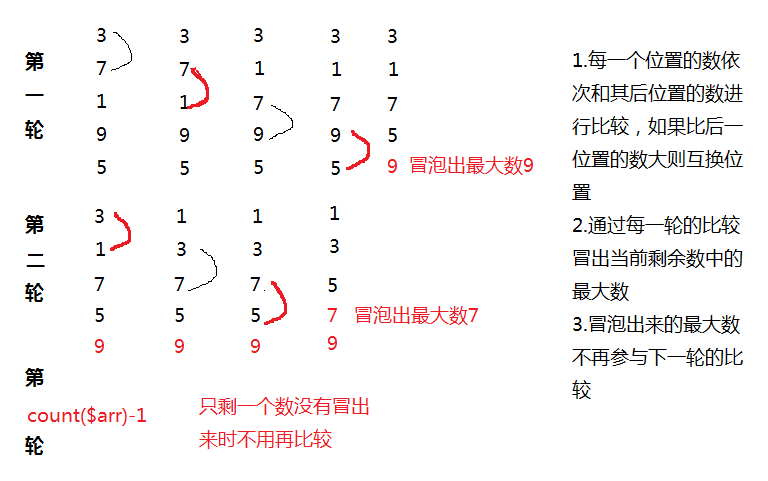 第一轮
3 3 3 3 3
7 7 1 1 1
1 1 7 7 7
9 9 9 9 5
5 5 5 5 9 冒泡出最大数9
第二轮
3 1 1 1
1 3 3 3
7 7 7 5
5 5 5 7 冒泡出最大数7
9 9 9 9
第
count($arr)-1
轮
只剩一个数没有冒出
来时不用再比较
1.每一个位置的数依
次和其后位置的数进
行比较，如果比后一
位置的数大则互换位
置
2.通过每一轮的比较
冒出当前剩余数中的
最大数
3.冒泡出来的最大数
不再参与下一轮的比
较